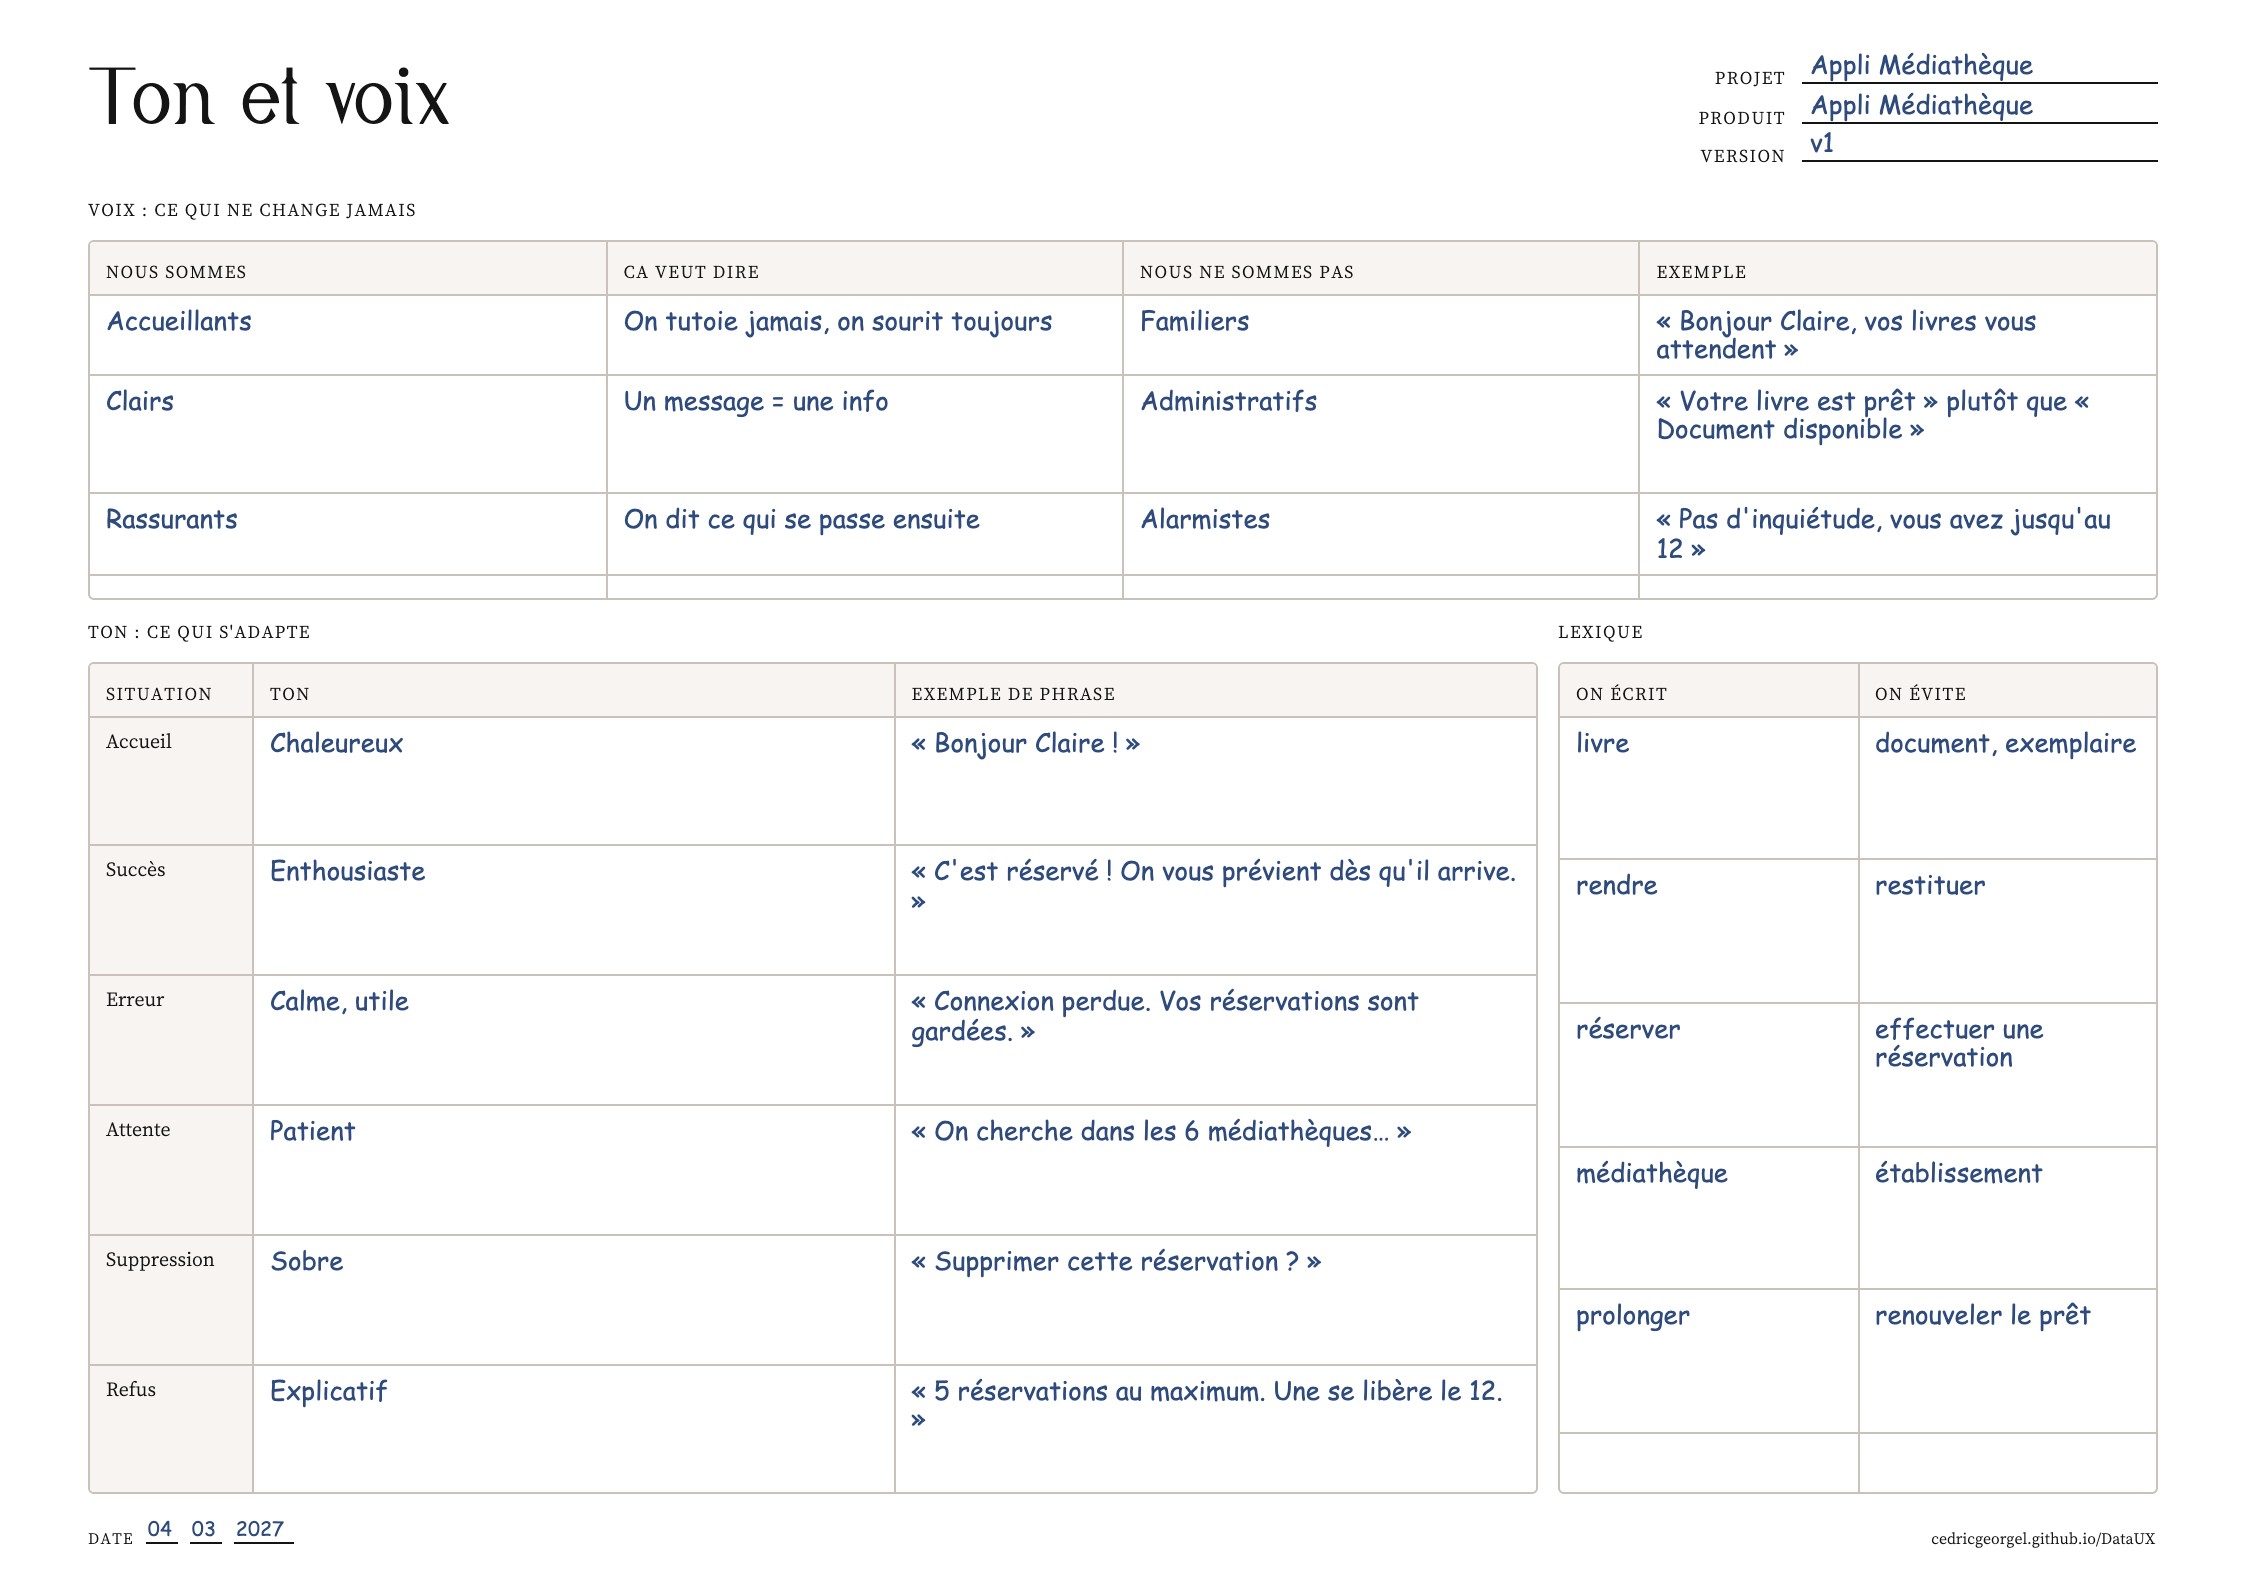 Ton et voix
PROJET Appli Médiathèque
PRODUIT Appli Médiathèque
VERSION v1
VOIX : CE QUI NE CHANGE JAMAIS
NOUS SOMMES CA VEUT DIRE NOUS NE SOMMES PAS EXEMPLE
Accueillants On tutoie jamais, on sourit toujours Familiers « Bonjour Claire, vos livres vous
attendent »
Clairs Un message = une info Administratifs « Votre livre est prêt » plutôt que «
Document disponible »
Rassurants On dit ce qui se passe ensuite Alarmistes « Pas d'inquiétude, vous avez jusqu'au
12 »
TON : CE QUI S'ADAPTE
SITUATION TON EXEMPLE DE PHRASE
Accueil Chaleureux « Bonjour Claire ! »
Succès Enthousiaste « C'est réservé ! On vous prévient dès qu'il arrive.
»
Erreur Calme, utile « Connexion perdue. Vos réservations sont
gardées. »
Attente Patient « On cherche dans les 6 médiathèques... »
Suppression Sobre « Supprimer cette réservation ? »
Refus Explicatif « 5 réservations au maximum. Une se libère le 12.
»
LEXIQUE
ON ÉCRIT ON ÉVITE
livre document, exemplaire
rendre restituer
réserver effectuer une
réservation
médiathèque établissement
prolonger renouveler le prêt
DATE 04 03 2027
cedricgeorgel.github.io/DataUX